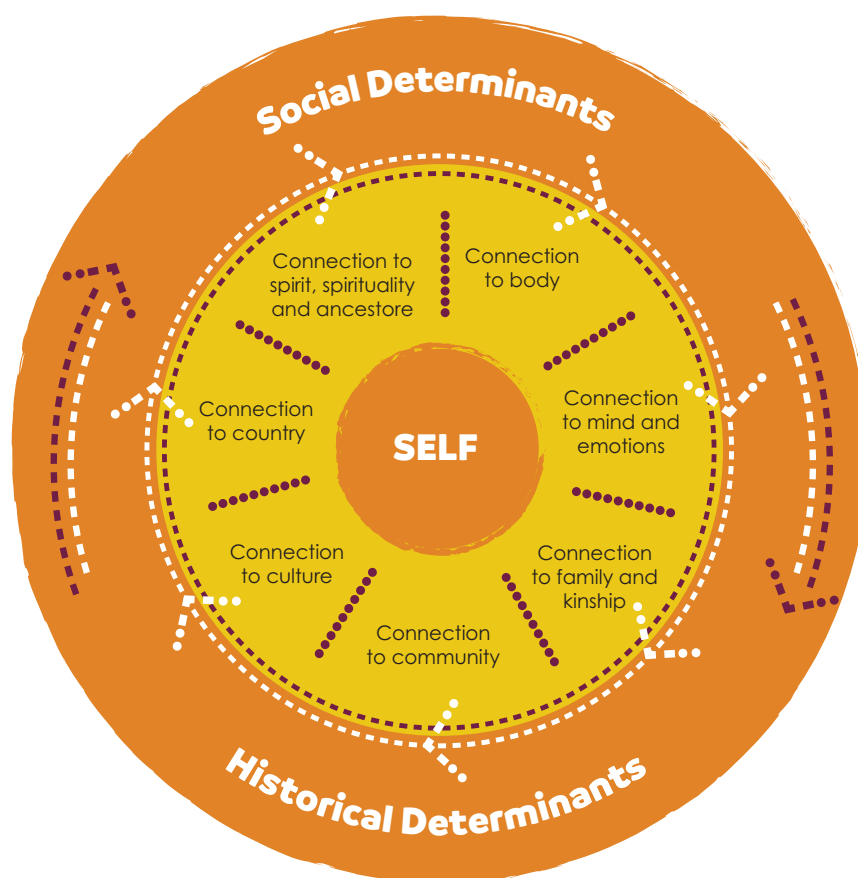 Social Determinants
Connection to
spirit, spirituality
and ancestore
Connection
to body
Connection
to country
SELF
Connection
to mind and
emotions
Connection
to culture
Connection
to family and
kinship
Connection
to community
Historical Determinants